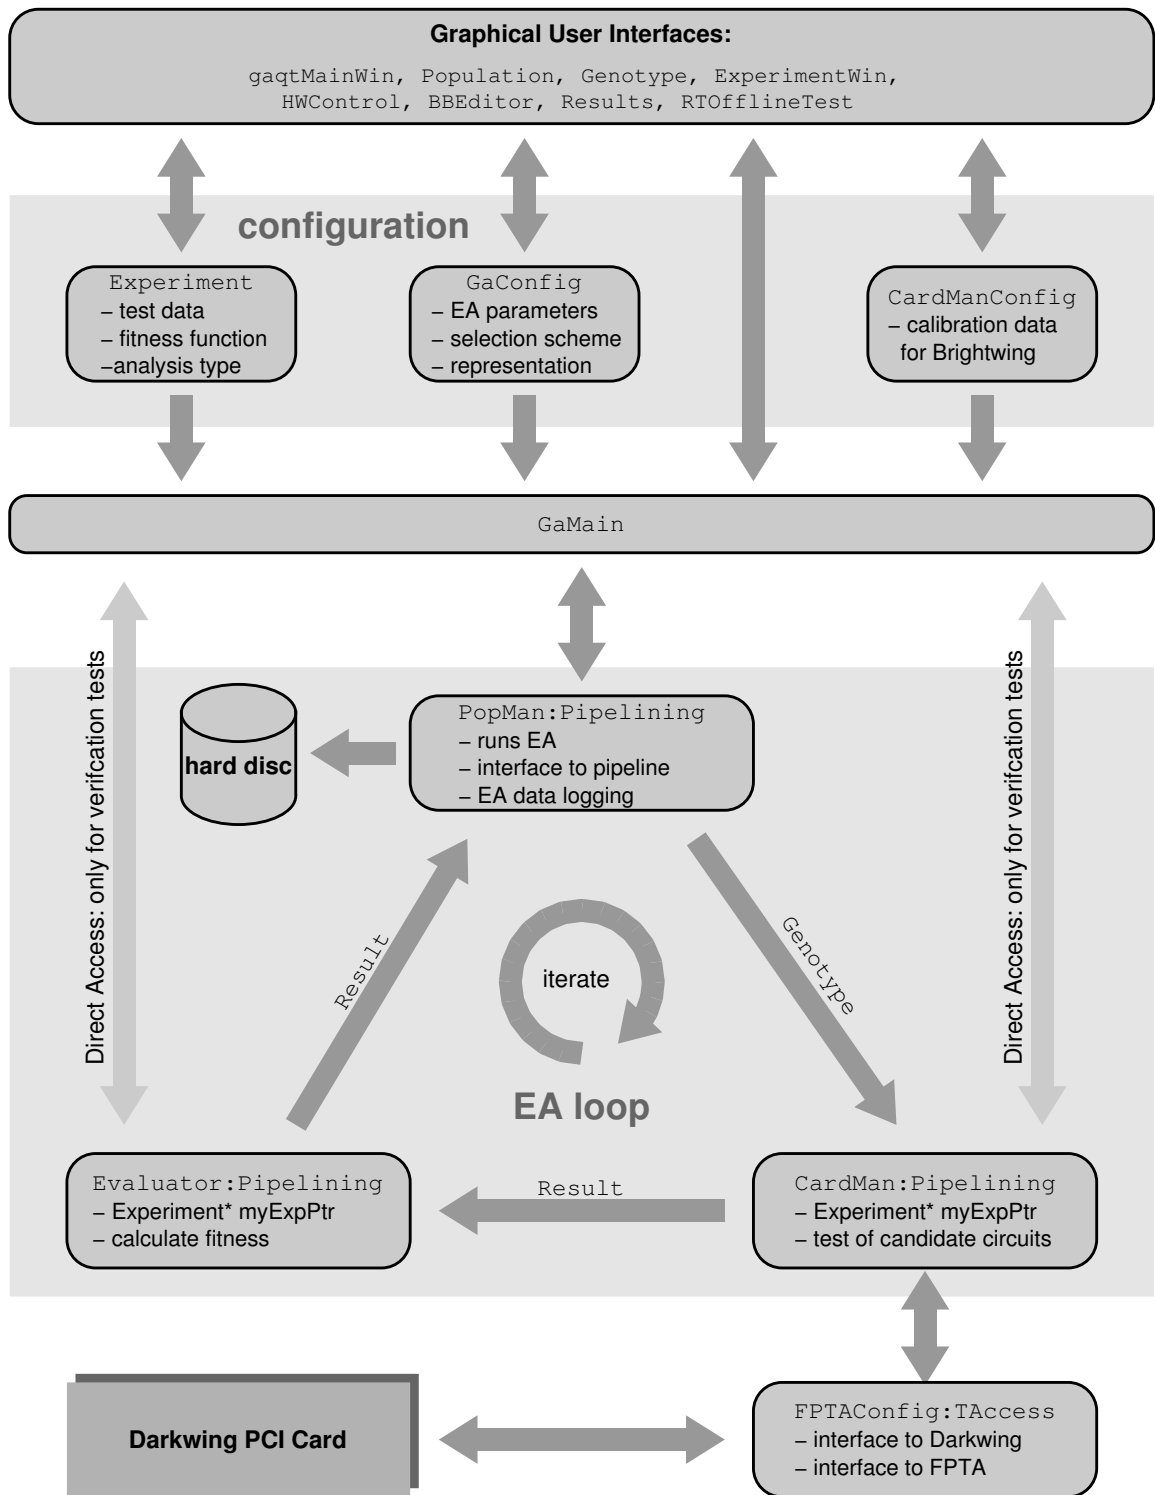 Graphical User Interfaces:
gaqtMainWin, Population, Genotype, ExperimentWin,
HWControl, BBEditor, Results, RTOfflineTest
configuration
Experiment
– test data
– fitness function
–analysis type
GaConfig
– EA parameters
– selection scheme
– representation
CardManConfig
– calibration data
for Brightwing
GaMain
Direct Access: only for verifcation tests
hard disc
PopMan:Pipelining
– runs EA
– interface to pipeline
– EA data logging
Direct Access: only for verifcation tests
Result
iterate
Genotype
EA loop
Evaluator:Pipelining
– Experiment* myExpPtr
– calculate fitness
Result
CardMan:Pipelining
– Experiment* myExpPtr
– test of candidate circuits
Darkwing PCI Card
FPTAConfig:TAccess
– interface to Darkwing
– interface to FPTA